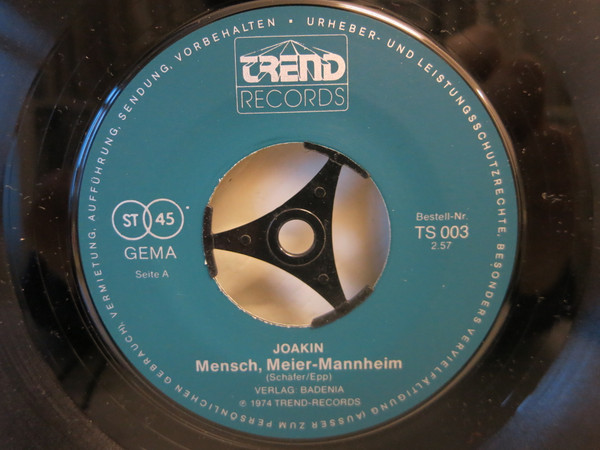 URHEBER- UND LEISTUNGSSCHUTZRECHTE, BESONDERS VERVIELFÄLTIGUNG (AUSSER ZUM PERSÖNLICHEN GEBRAUCH), VERMIETUNG, AUFFÜHRUNG, SENDUNG, VORBEHALTEN •
TREND
RECORDS
ST 45
GEMA
Seite A
Bestell-Nr.
TS 003
2.57
JOAKIN
Mensch, Meier-Mannheim
(Schäfer/Epp)
VERLAG: BADENIA
℗ 1974 TREND-RECORDS